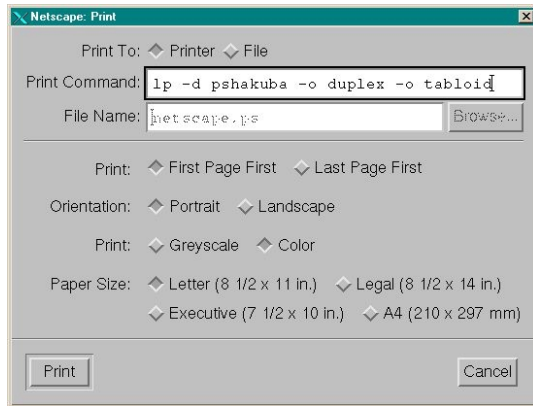 Netscape: Print
Print To: Printer File
Print Command: lp -d pshakuba -o duplex -o tabloid
File Name: netscape.ps Browse...
Print: First Page First Last Page First
Orientation: Portrait Landscape
Print: Greyscale Color
Paper Size: Letter (8 1/2 x 11 in.) Legal (8 1/2 x 14 in.)
Executive (7 1/2 x 10 in.) A4 (210 x 297 mm)
Print Cancel